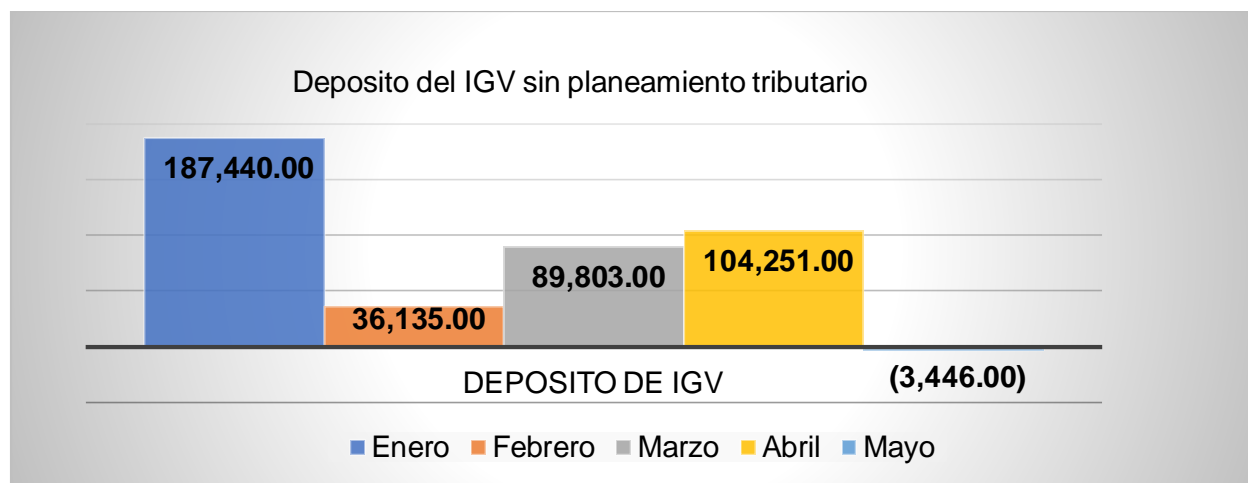 Deposito del IGV sin planeamiento tributario
187,440.00
36,135.00
89,803.00
104,251.00
(3,446.00)
DEPOSITO DE IGV
Enero Febrero Marzo Abril Mayo